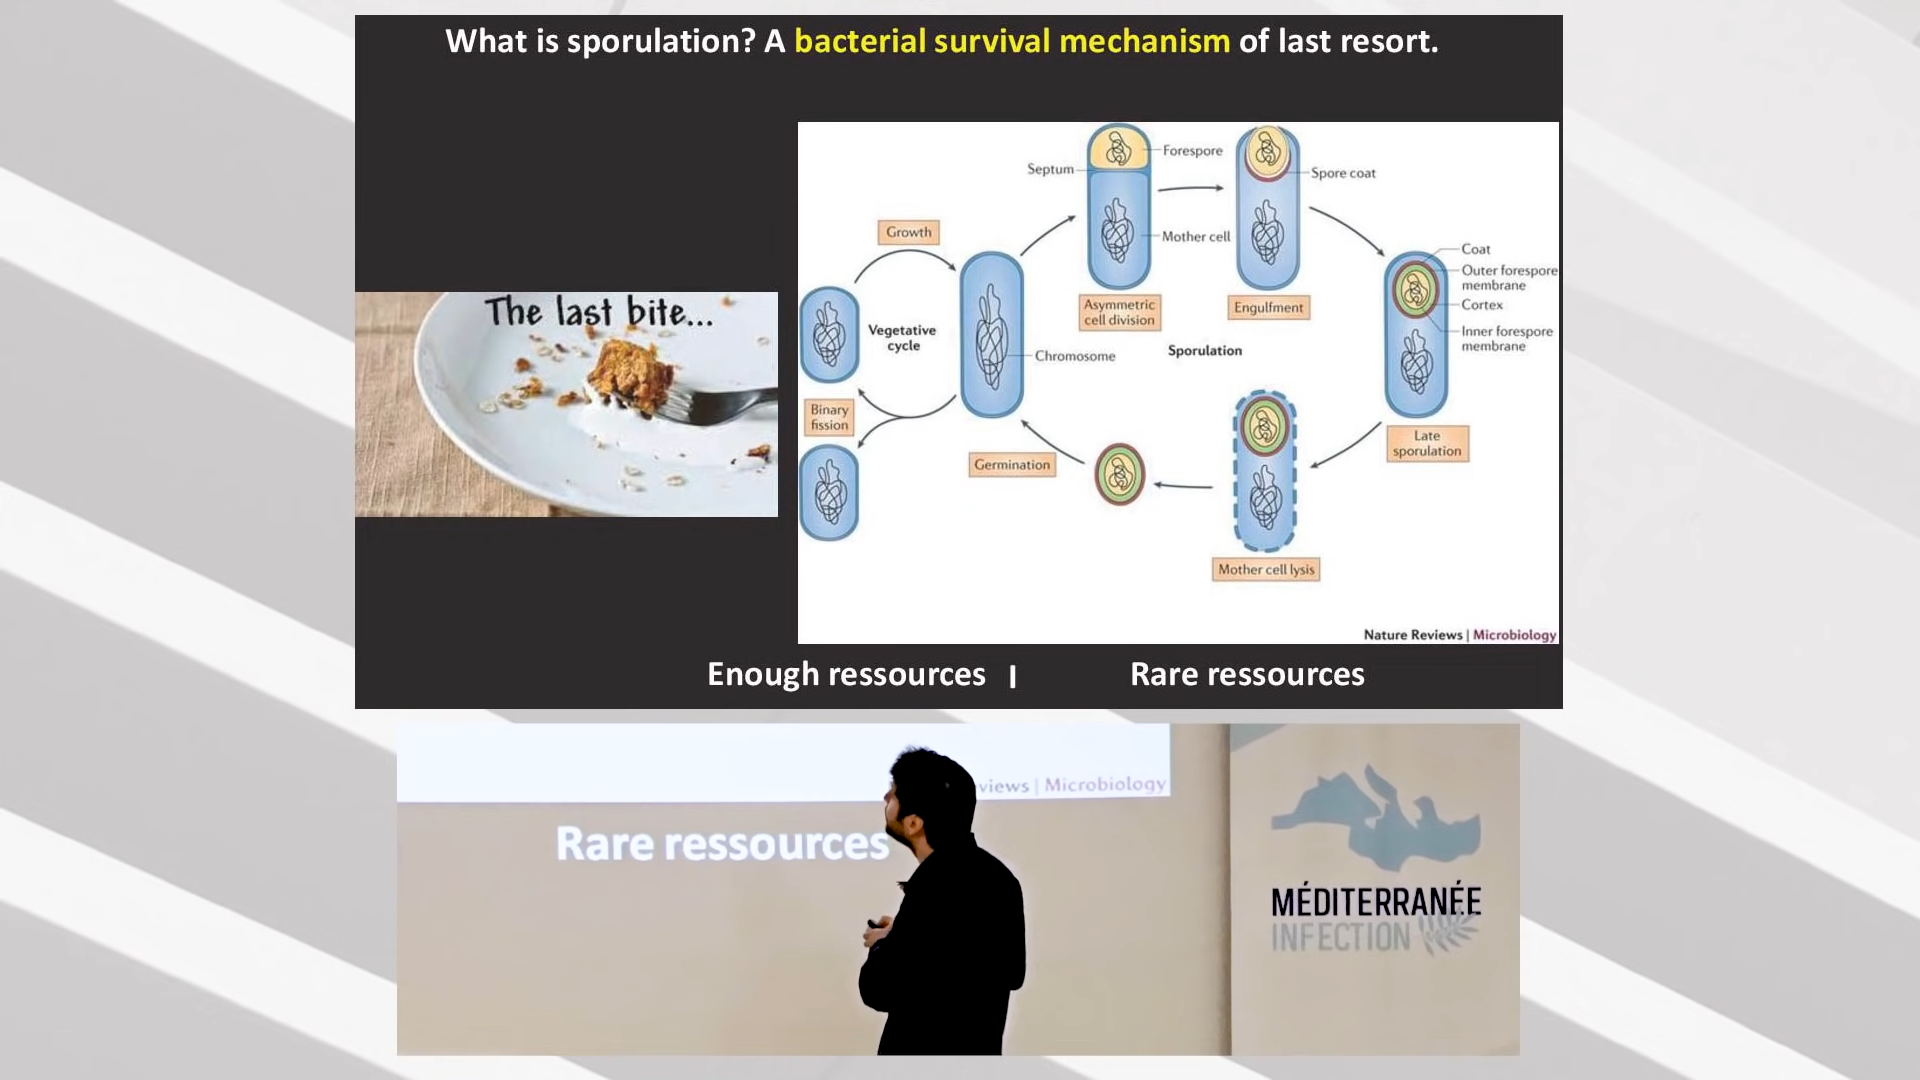 What is sporulation? A bacterial survival mechanism of last resort.
The last bite...
Growth
Vegetative
cycle
Binary
fission
Chromosome
Septum
Forespore
Mother cell
Asymmetric
cell division
Spore coat
Engulfment
Sporulation
Coat
Outer forespore
membrane
Cortex
Inner forespore
membrane
Late
sporulation
Mother cell lysis
Germination
Nature Reviews | Microbiology
Enough ressources | Rare ressources
views | Microbiology
Rare ressources
MÉDITERRANÉE
INFECTION